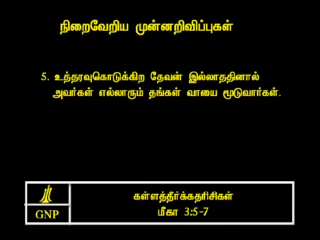 நிறைவேறிய முன்னறிவிப்புகள்
5. உத்தரவுகொடுக்கிற தேவன் இல்லாததினால்
அவர்கள் எல்லாரும் தங்கள் வாயை மூடுவார்கள்.
கள்ளத்தீர்க்கதரிசிகள்
மீகா 3:5-7
GNP